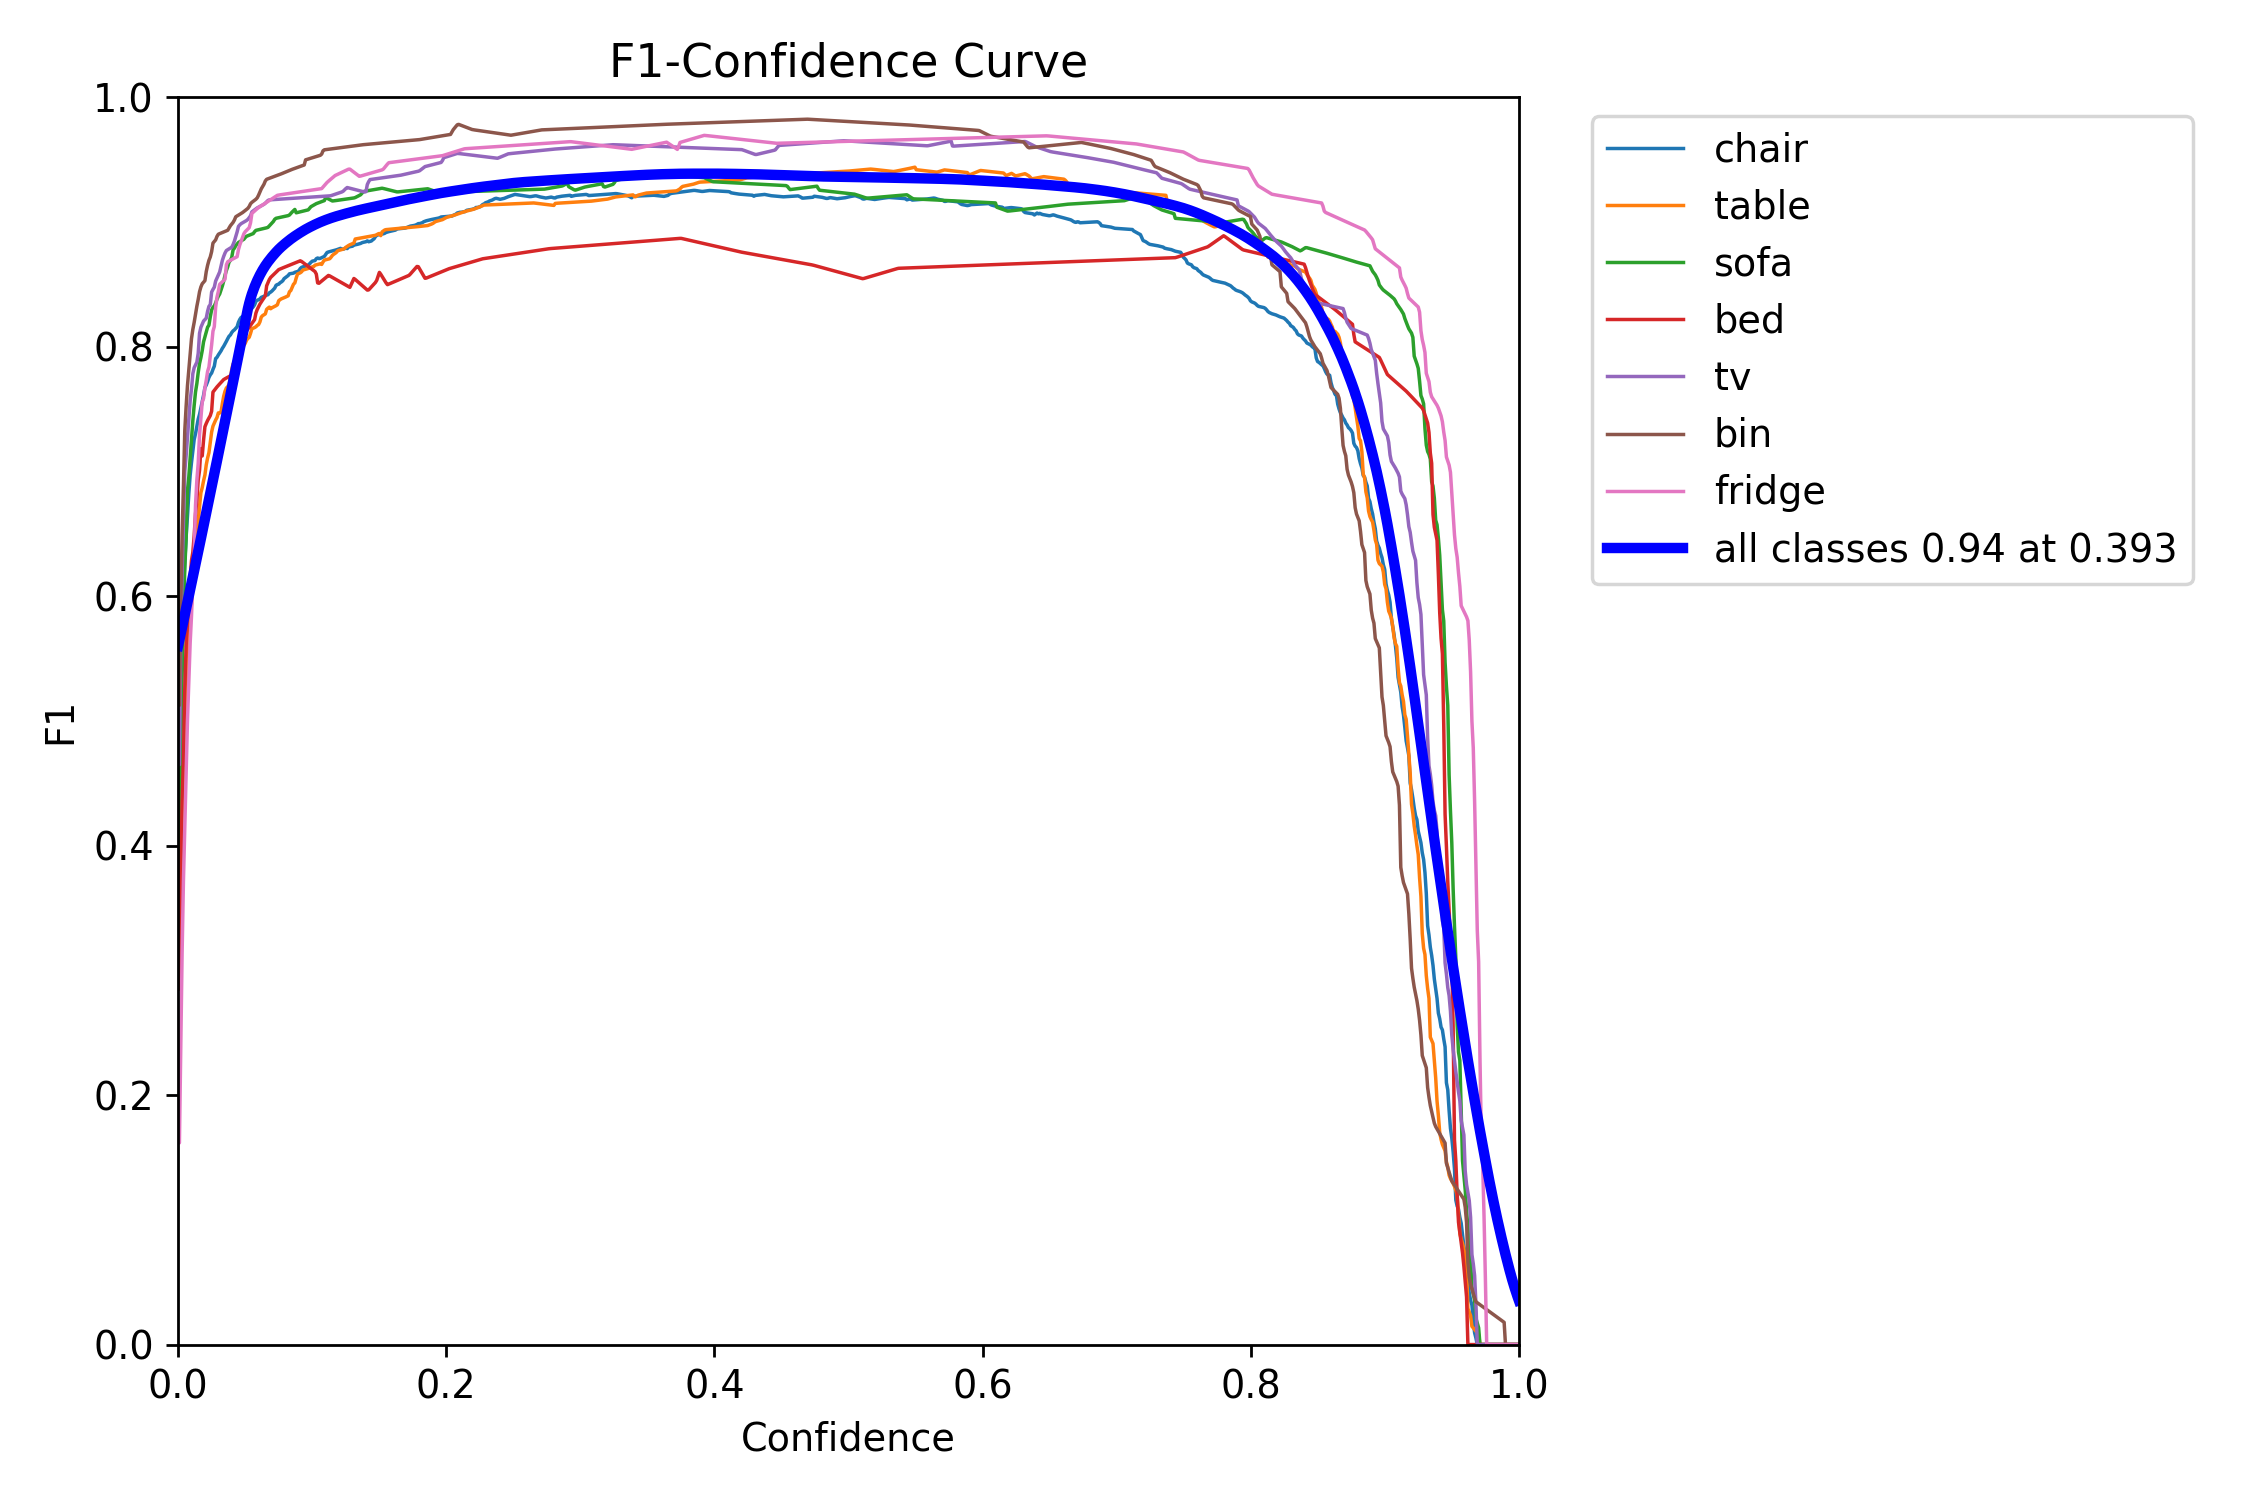 F1-Confidence Curve
1.0
0.8
0.6
0.4
0.2
0.0
F1
0.0 0.2 0.4 0.6 0.8 1.0
Confidence
chair
table
sofa
bed
tv
bin
fridge
all classes 0.94 at 0.393